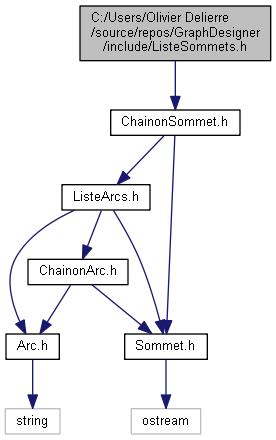 C:/Users/Olivier Delierre
/source/repos/GraphDesigner
/include/ListeSommets.h
ChainonSommet.h
ListeArcs.h
ChainonArc.h
Arc.h
Sommet.h
string
ostream